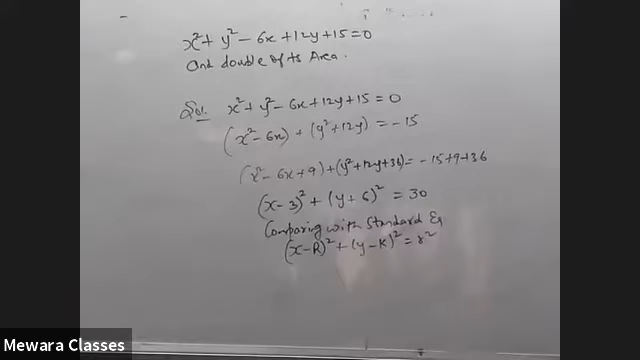 x² + y² - 6x + 12y + 15 = 0
and double of its Area.
Sol. x² + y² - 6x + 12y + 15 = 0
(x² - 6x) + (y² + 12y) = -15
(x² - 6x + 9) + (y² + 12y + 36) = -15 + 9 + 36
(x - 3)² + (y + 6)² = 30
Comparing with Standard Eq
(x - h)² + (y - k)² = r²
Mewara Classes